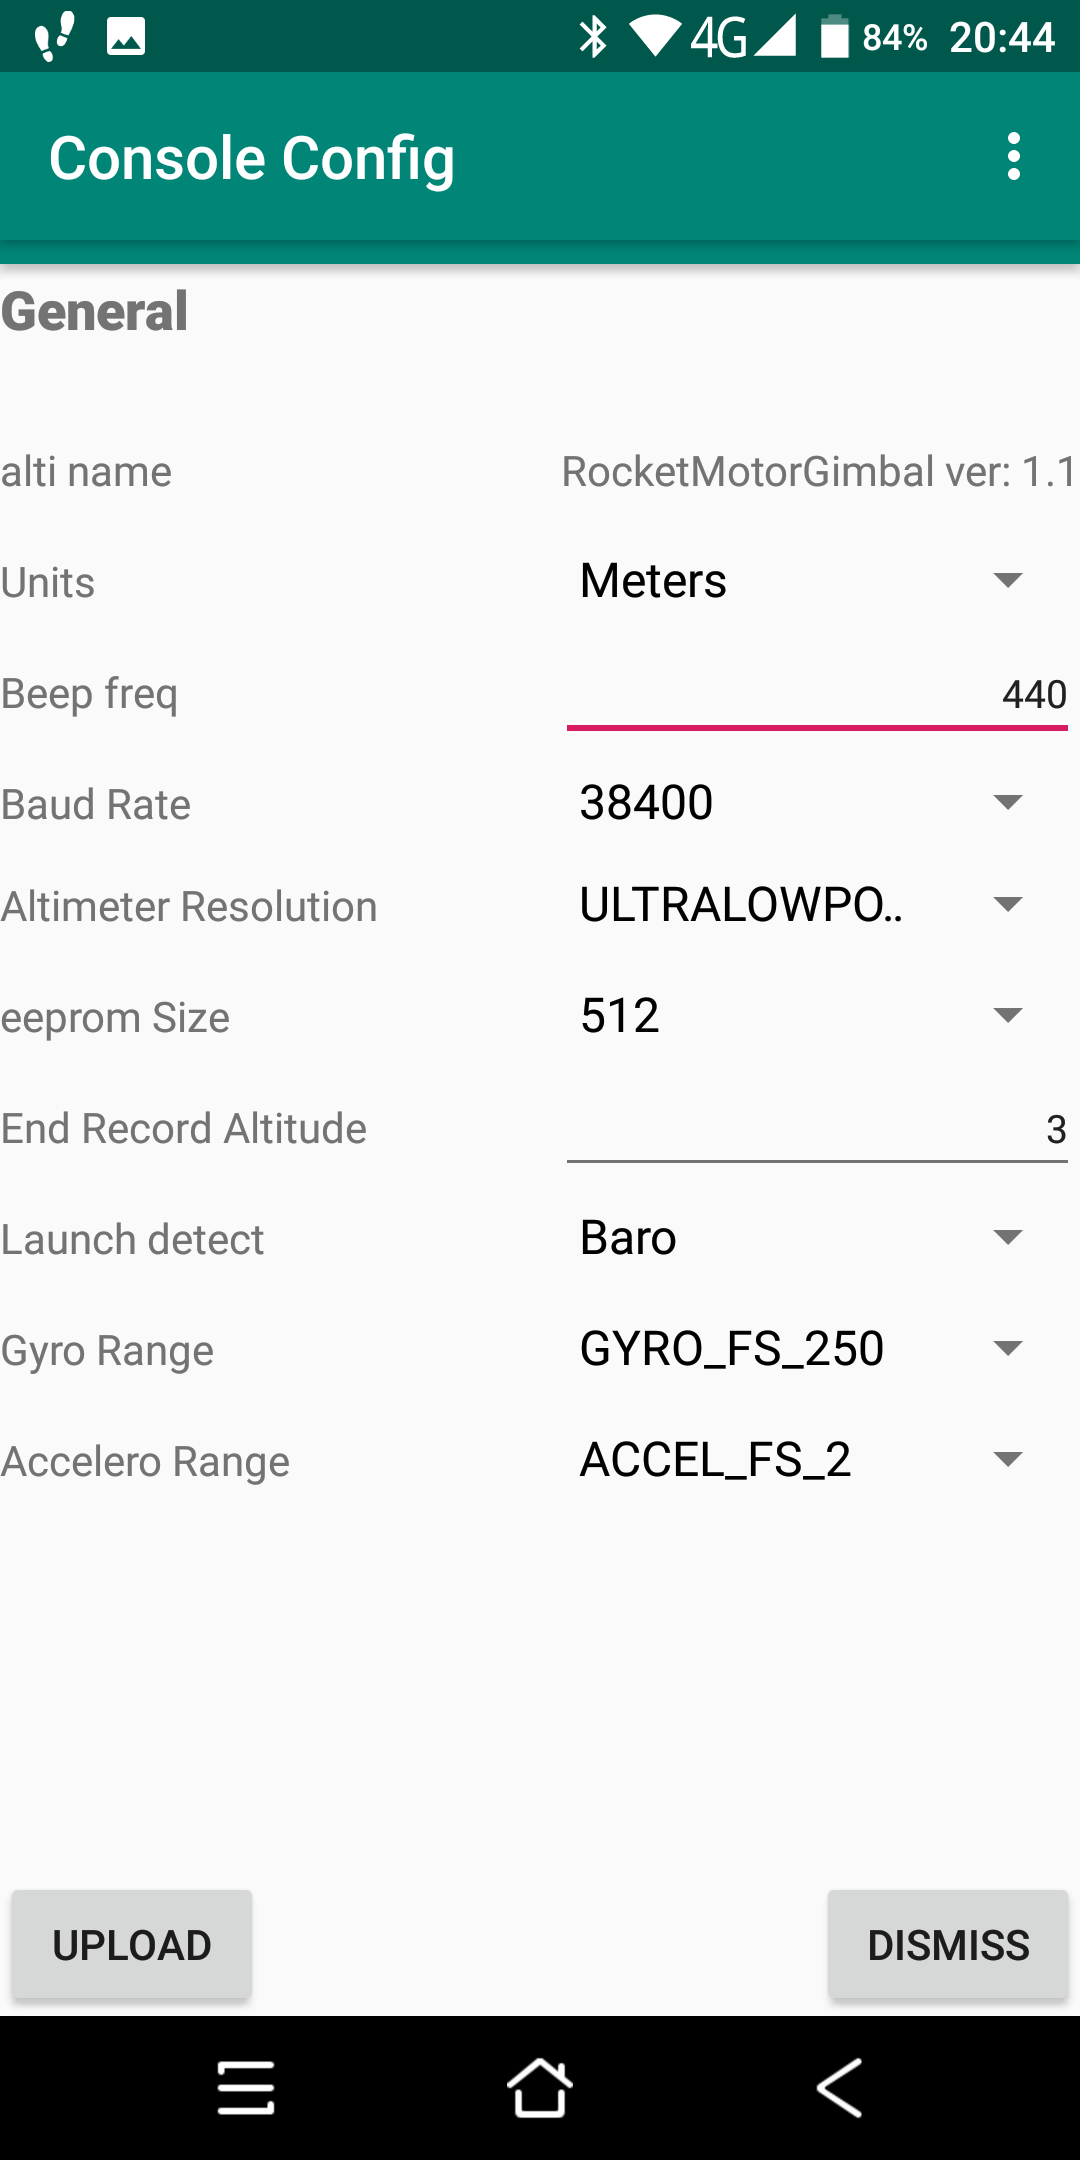 4G 84% 20:44
Console Config
General
alti name RocketMotorGimbal ver: 1.1
Units Meters
Beep freq 440
Baud Rate 38400
Altimeter Resolution ULTRALOWPO..
eeprom Size 512
End Record Altitude 3
Launch detect Baro
Gyro Range GYRO_FS_250
Accelero Range ACCEL_FS_2
UPLOAD DISMISS